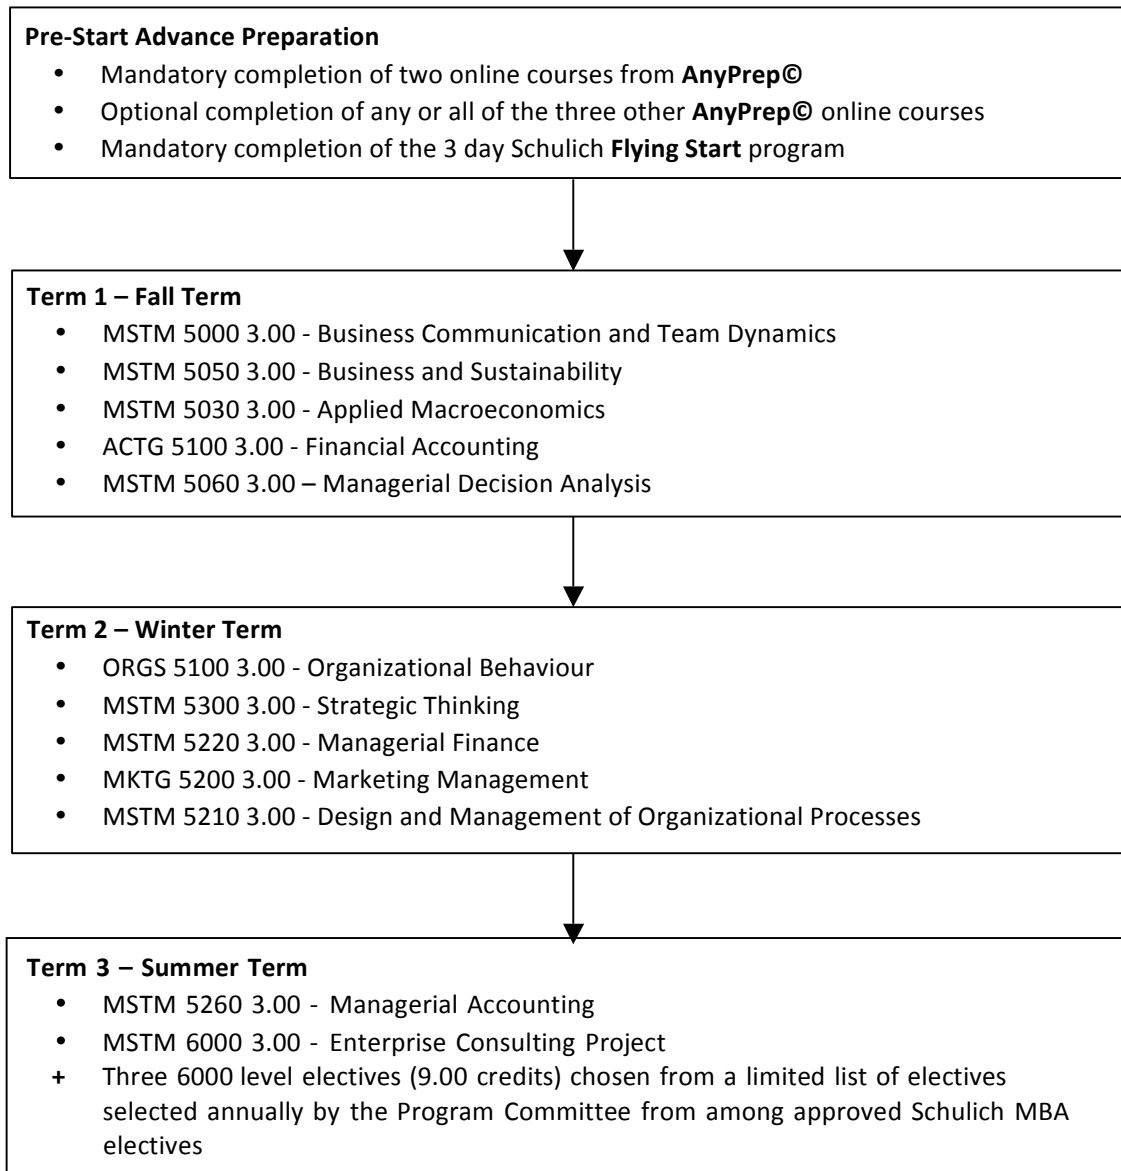 Pre-Start Advance Preparation
• Mandatory completion of two online courses from AnyPrep©
• Optional completion of any or all of the three other AnyPrep© online courses
• Mandatory completion of the 3 day Schulich Flying Start program
Term 1 – Fall Term
• MSTM 5000 3.00 - Business Communication and Team Dynamics
• MSTM 5050 3.00 - Business and Sustainability
• MSTM 5030 3.00 - Applied Macroeconomics
• ACTG 5100 3.00 - Financial Accounting
• MSTM 5060 3.00 – Managerial Decision Analysis
Term 2 – Winter Term
• ORGS 5100 3.00 - Organizational Behaviour
• MSTM 5300 3.00 - Strategic Thinking
• MSTM 5220 3.00 - Managerial Finance
• MKTG 5200 3.00 - Marketing Management
• MSTM 5210 3.00 - Design and Management of Organizational Processes
Term 3 – Summer Term
• MSTM 5260 3.00 - Managerial Accounting
• MSTM 6000 3.00 - Enterprise Consulting Project
+ Three 6000 level electives (9.00 credits) chosen from a limited list of electives
selected annually by the Program Committee from among approved Schulich MBA
electives